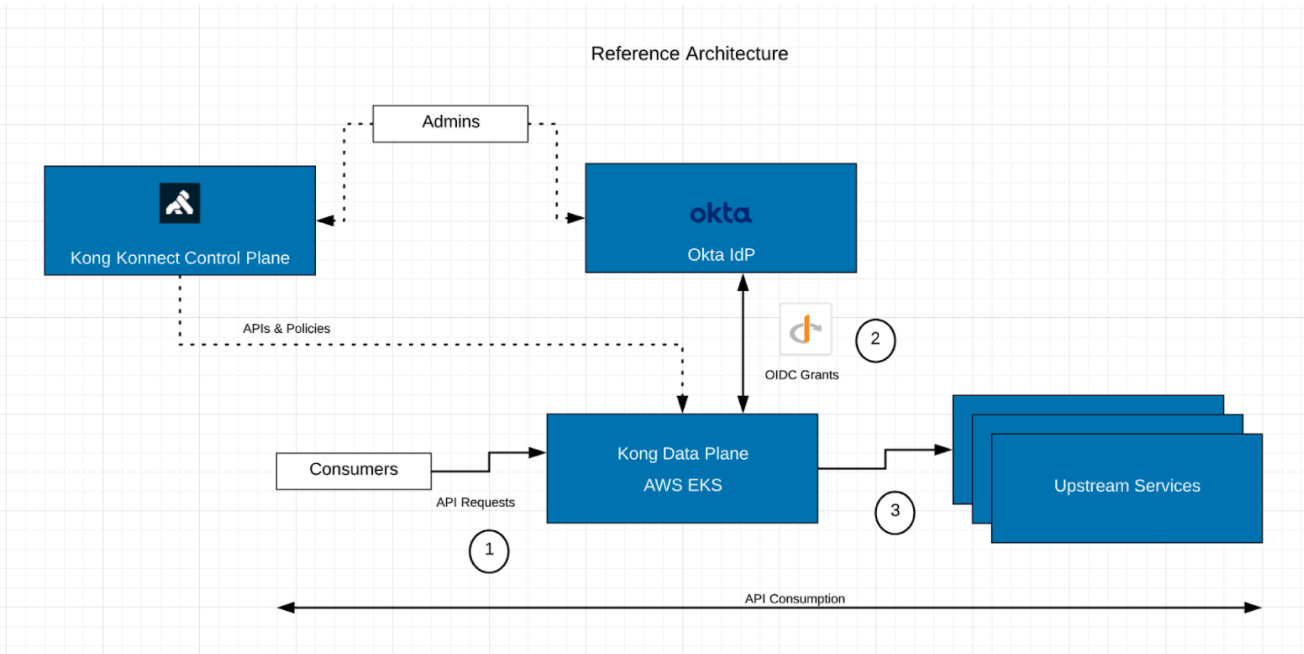 Reference Architecture
Admins
okta
Kong Konnect Control Plane
Okta IdP
APIs & Policies
2
OIDC Grants
Kong Data Plane
AWS EKS
Consumers
API Requests
Upstream Services
1
3
API Consumption